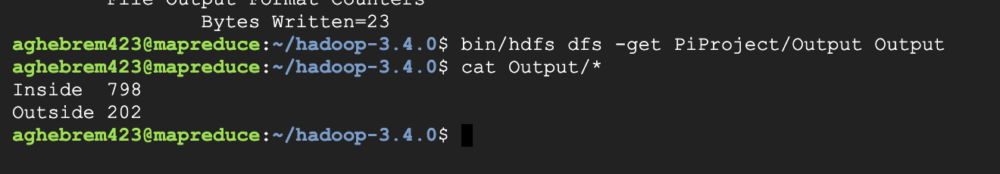 File Output Format Counters
Bytes Written=23
aghebrem423@mapreduce:~/hadoop-3.4.0$ bin/hdfs dfs -get PiProject/Output Output
aghebrem423@mapreduce:~/hadoop-3.4.0$ cat Output/*
Inside  798
Outside 202
aghebrem423@mapreduce:~/hadoop-3.4.0$